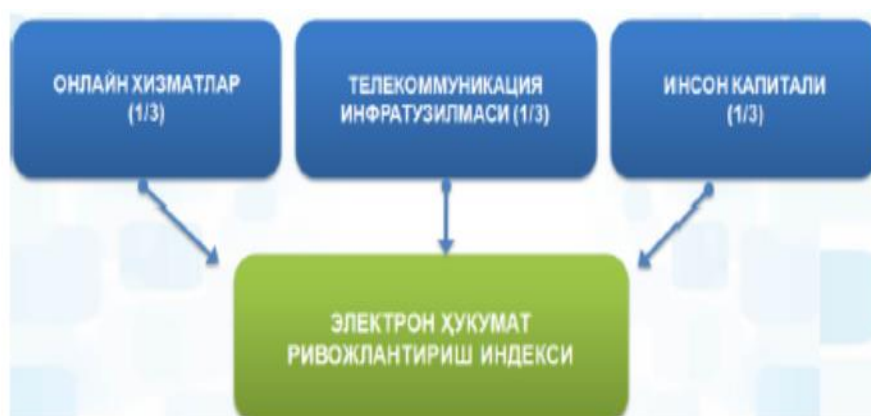 ОНЛАЙН ХИЗМАТЛАР
(1/3)
ТЕЛЕКОММУНИКАЦИЯ
ИНФРАТУЗИЛМАСИ (1/3)
ИНСОН КАПИТАЛИ
(1/3)
ЭЛЕКТРОН ҲУКУМАТ
РИВОЖЛАНТИРИШ ИНДЕКСИ